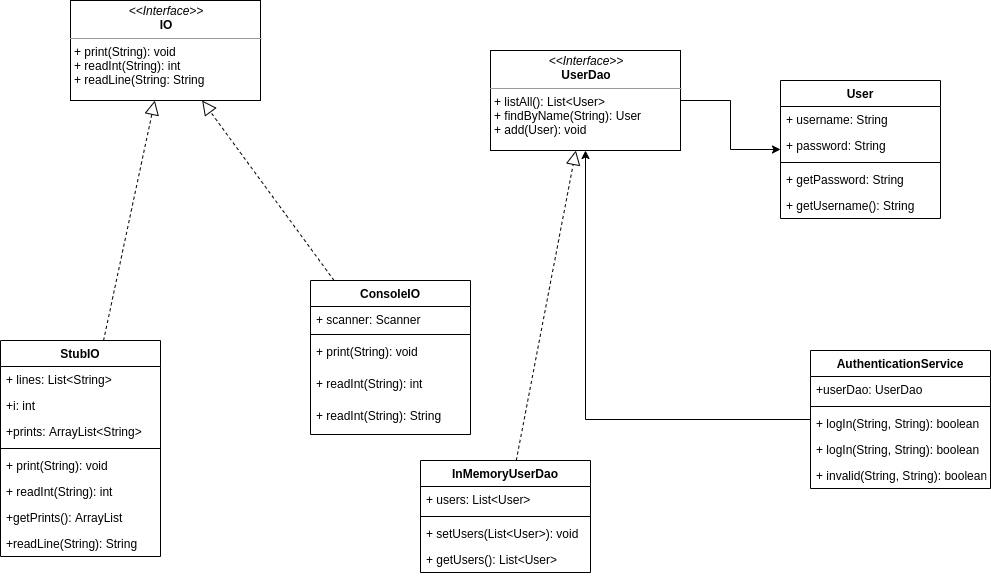 <<Interface>>
IO
+ print(String): void
+ readInt(String): int
+ readLine(String: String
<<Interface>>
UserDao
+ listAll(): List<User>
+ findByName(String): User
+ add(User): void
User
+ username: String
+ password: String
+ getPassword: String
+ getUsername(): String
ConsoleIO
+ scanner: Scanner
+ print(String): void
+ readInt(String): int
+ readInt(String): String
StubIO
+ lines: List<String>
+i: int
+prints: ArrayList<String>
+ print(String): void
+ readInt(String): int
+getPrints(): ArrayList
+readLine(String): String
AuthenticationService
+userDao: UserDao
+ logIn(String, String): boolean
+ logIn(String, String): boolean
+ invalid(String, String): boolean
InMemoryUserDao
+ users: List<User>
+ setUsers(List<User>): void
+ getUsers(): List<User>